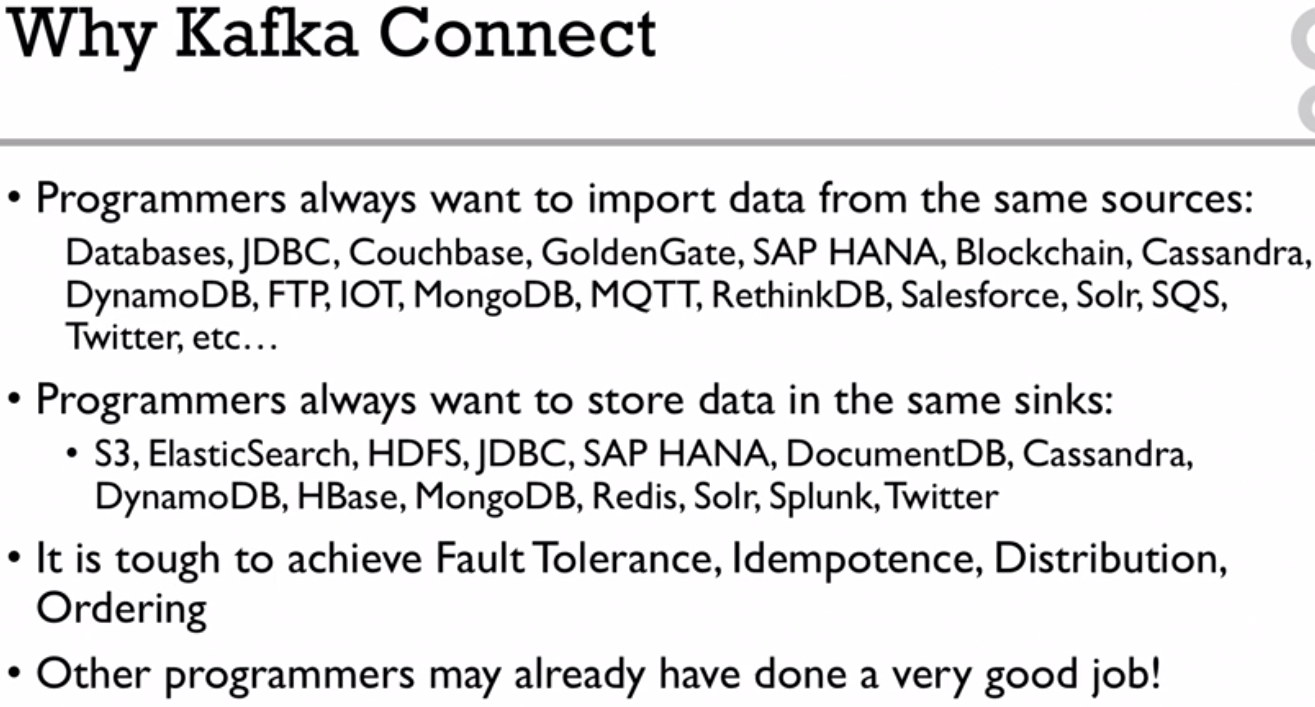 Why Kafka Connect
• Programmers always want to import data from the same sources:
Databases, JDBC, Couchbase, GoldenGate, SAP HANA, Blockchain, Cassandra,
DynamoDB, FTP, IOT, MongoDB, MQTT, RethinkDB, Salesforce, Solr, SQS,
Twitter, etc…
• Programmers always want to store data in the same sinks:
• S3, ElasticSearch, HDFS, JDBC, SAP HANA, DocumentDB, Cassandra,
DynamoDB, HBase, MongoDB, Redis, Solr, Splunk, Twitter
• It is tough to achieve Fault Tolerance, Idempotence, Distribution,
Ordering
• Other programmers may already have done a very good job!